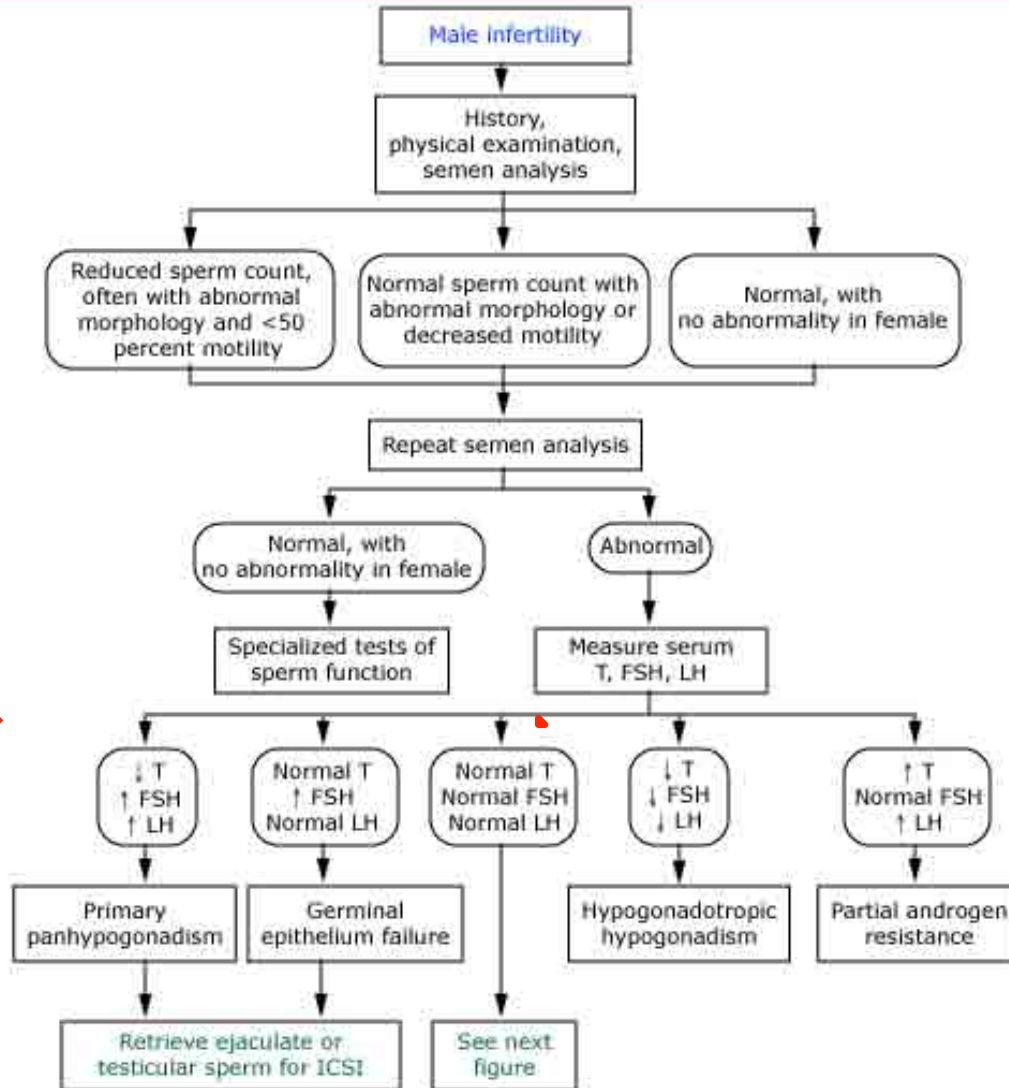 Male infertility
History,
physical examination,
semen analysis
Reduced sperm count,
often with abnormal
morphology and <50
percent motility
Normal sperm count with
abnormal morphology or
decreased motility
Normal, with
no abnormality in female
Repeat semen analysis
Normal, with
no abnormality in female
Abnormal
Specialized tests of
sperm function
Measure serum
T, FSH, LH
↓ T
↑ FSH
↑ LH
Normal T
↑ FSH
Normal LH
Normal T
Normal FSH
Normal LH
↓ T
↓ FSH
↓ LH
↑ T
Normal FSH
↑ LH
Primary
panhypogonadism
Germinal
epithelium failure
Hypogonadotropic
hypogonadism
Partial androgen
resistance
Retrieve ejaculate or
testicular sperm for ICSI
See next
figure